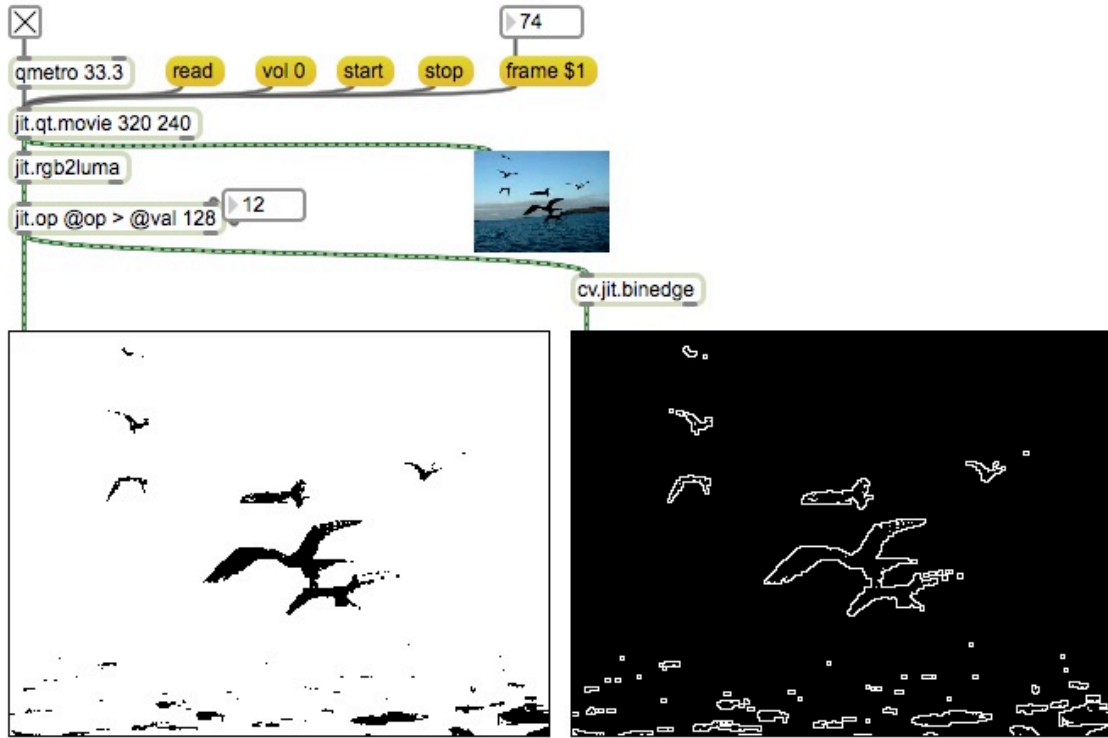 74
qmetro 33.3 read vol 0 start stop frame $1
jit.qt.movie 320 240
jit.rgb2luma
12
jit.op @op > @val 128
cv.jit.binedge